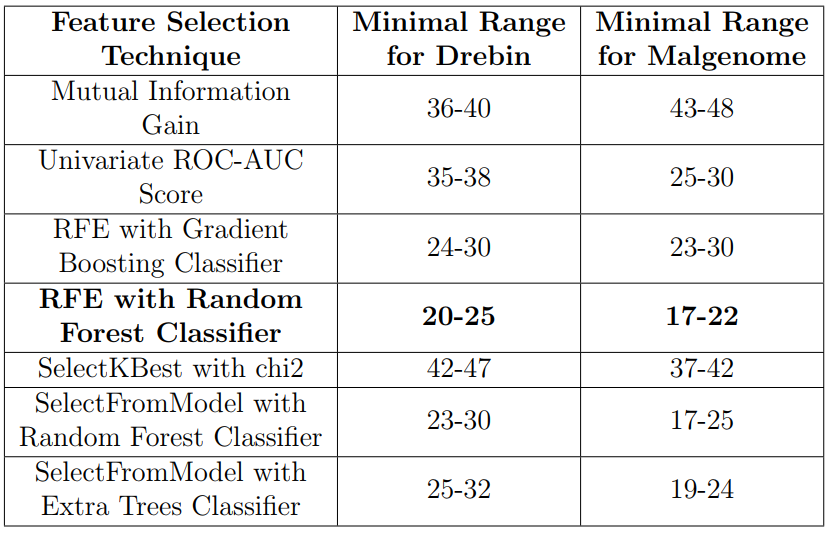 Feature Selection Technique | Minimal Range for Drebin | Minimal Range for Malgenome
Mutual Information Gain | 36-40 | 43-48
Univariate ROC-AUC Score | 35-38 | 25-30
RFE with Gradient Boosting Classifier | 24-30 | 23-30
RFE with Random Forest Classifier | 20-25 | 17-22
SelectKBest with chi2 | 42-47 | 37-42
SelectFromModel with Random Forest Classifier | 23-30 | 17-25
SelectFromModel with Extra Trees Classifier | 25-32 | 19-24